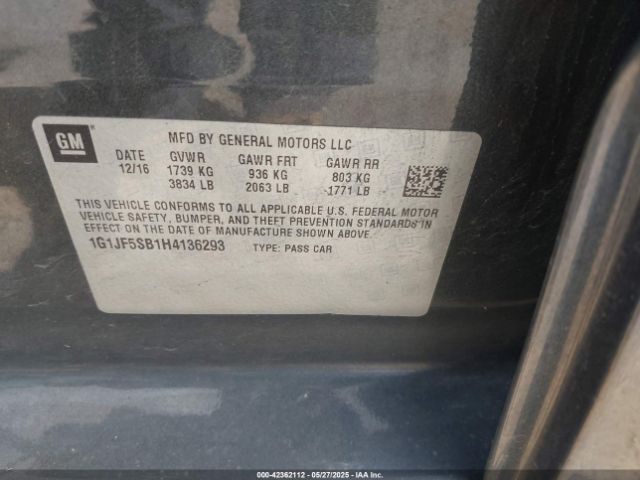 GM
MFD BY GENERAL MOTORS LLC
DATE GVWR GAWR FRT GAWR RR
12/16 1739 KG 936 KG 803 KG
3834 LB 2063 LB 1771 LB
THIS VEHICLE CONFORMS TO ALL APPLICABLE U.S. FEDERAL MOTOR
VEHICLE SAFETY, BUMPER, AND THEFT PREVENTION STANDARDS IN
EFFECT ON THE DATE OF MANUFACTURE SHOWN ABOVE.
1G1JF5SB1H4136293 TYPE: PASS CAR
00-42362112 05/27/2025 IAA Inc.